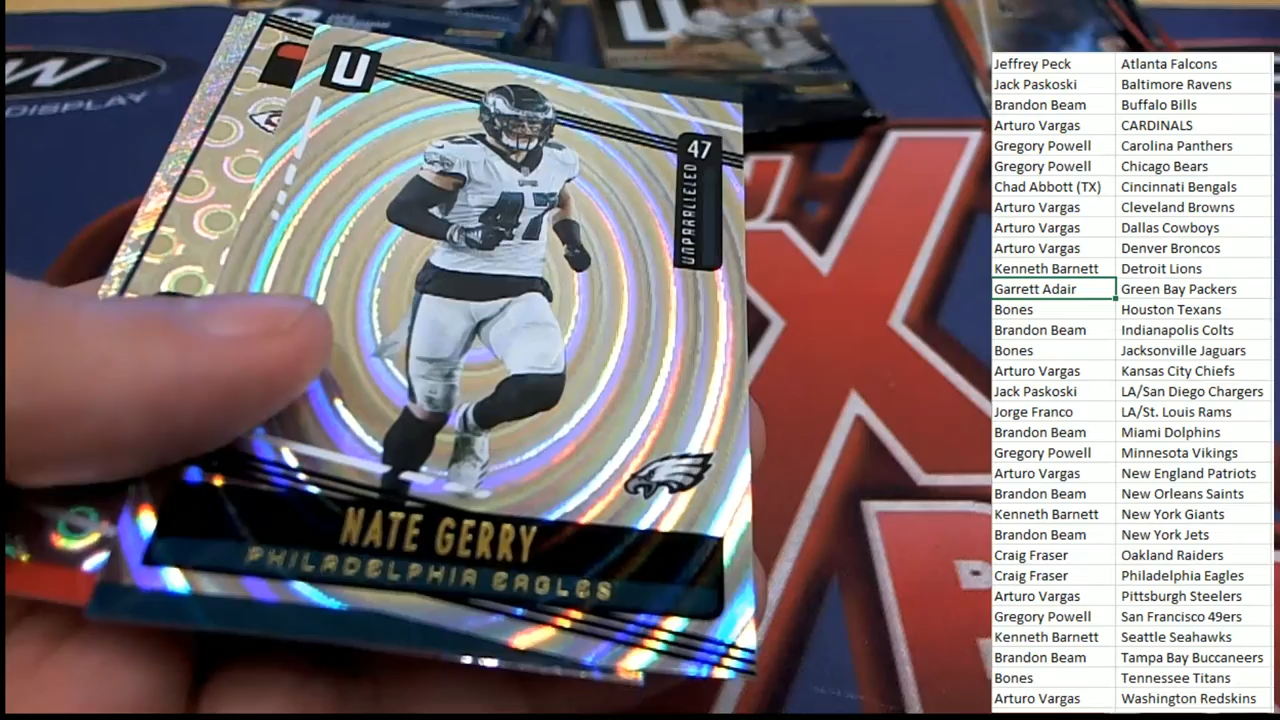 W
DISPLAY
U
U
47
UNPARALLELED
47
NATE GERRY
PHILADELPHIA EAGLES
Jeffrey Peck Atlanta Falcons
Jack Paskoski Baltimore Ravens
Brandon Beam Buffalo Bills
Arturo Vargas CARDINALS
Gregory Powell Carolina Panthers
Gregory Powell Chicago Bears
Chad Abbott (TX) Cincinnati Bengals
Arturo Vargas Cleveland Browns
Arturo Vargas Dallas Cowboys
Arturo Vargas Denver Broncos
Kenneth Barnett Detroit Lions
Garrett Adair Green Bay Packers
Bones Houston Texans
Brandon Beam Indianapolis Colts
Bones Jacksonville Jaguars
Arturo Vargas Kansas City Chiefs
Jack Paskoski LA/San Diego Chargers
Jorge Franco LA/St. Louis Rams
Brandon Beam Miami Dolphins
Gregory Powell Minnesota Vikings
Arturo Vargas New England Patriots
Brandon Beam New Orleans Saints
Kenneth Barnett New York Giants
Brandon Beam New York Jets
Craig Fraser Oakland Raiders
Craig Fraser Philadelphia Eagles
Arturo Vargas Pittsburgh Steelers
Gregory Powell San Francisco 49ers
Kenneth Barnett Seattle Seahawks
Brandon Beam Tampa Bay Buccaneers
Bones Tennessee Titans
Arturo Vargas Washington Redskins